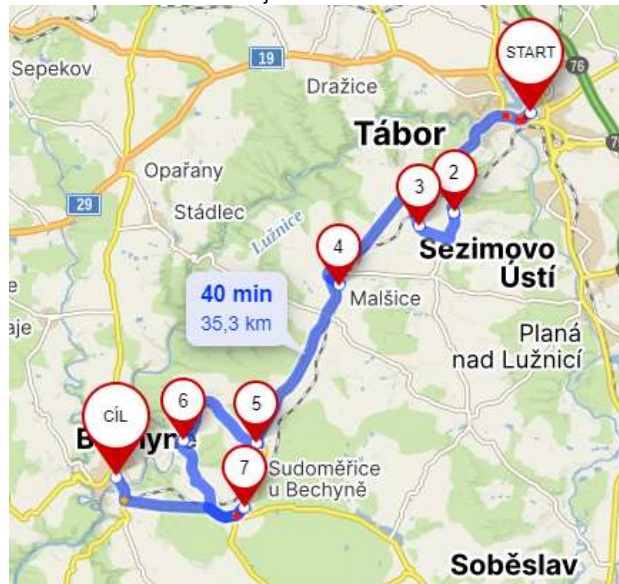 START
76
19
Sepekov
Dražice
Tábor
2
3
Opařany
29
Stádlec
Lužnice
4
Sezimovo
Ústí
Malšice
40 min
35,3 km
Planá
nad Lužnicí
6
5
CÍL
7
Sudoměřice
u Bechyně
Soběslav